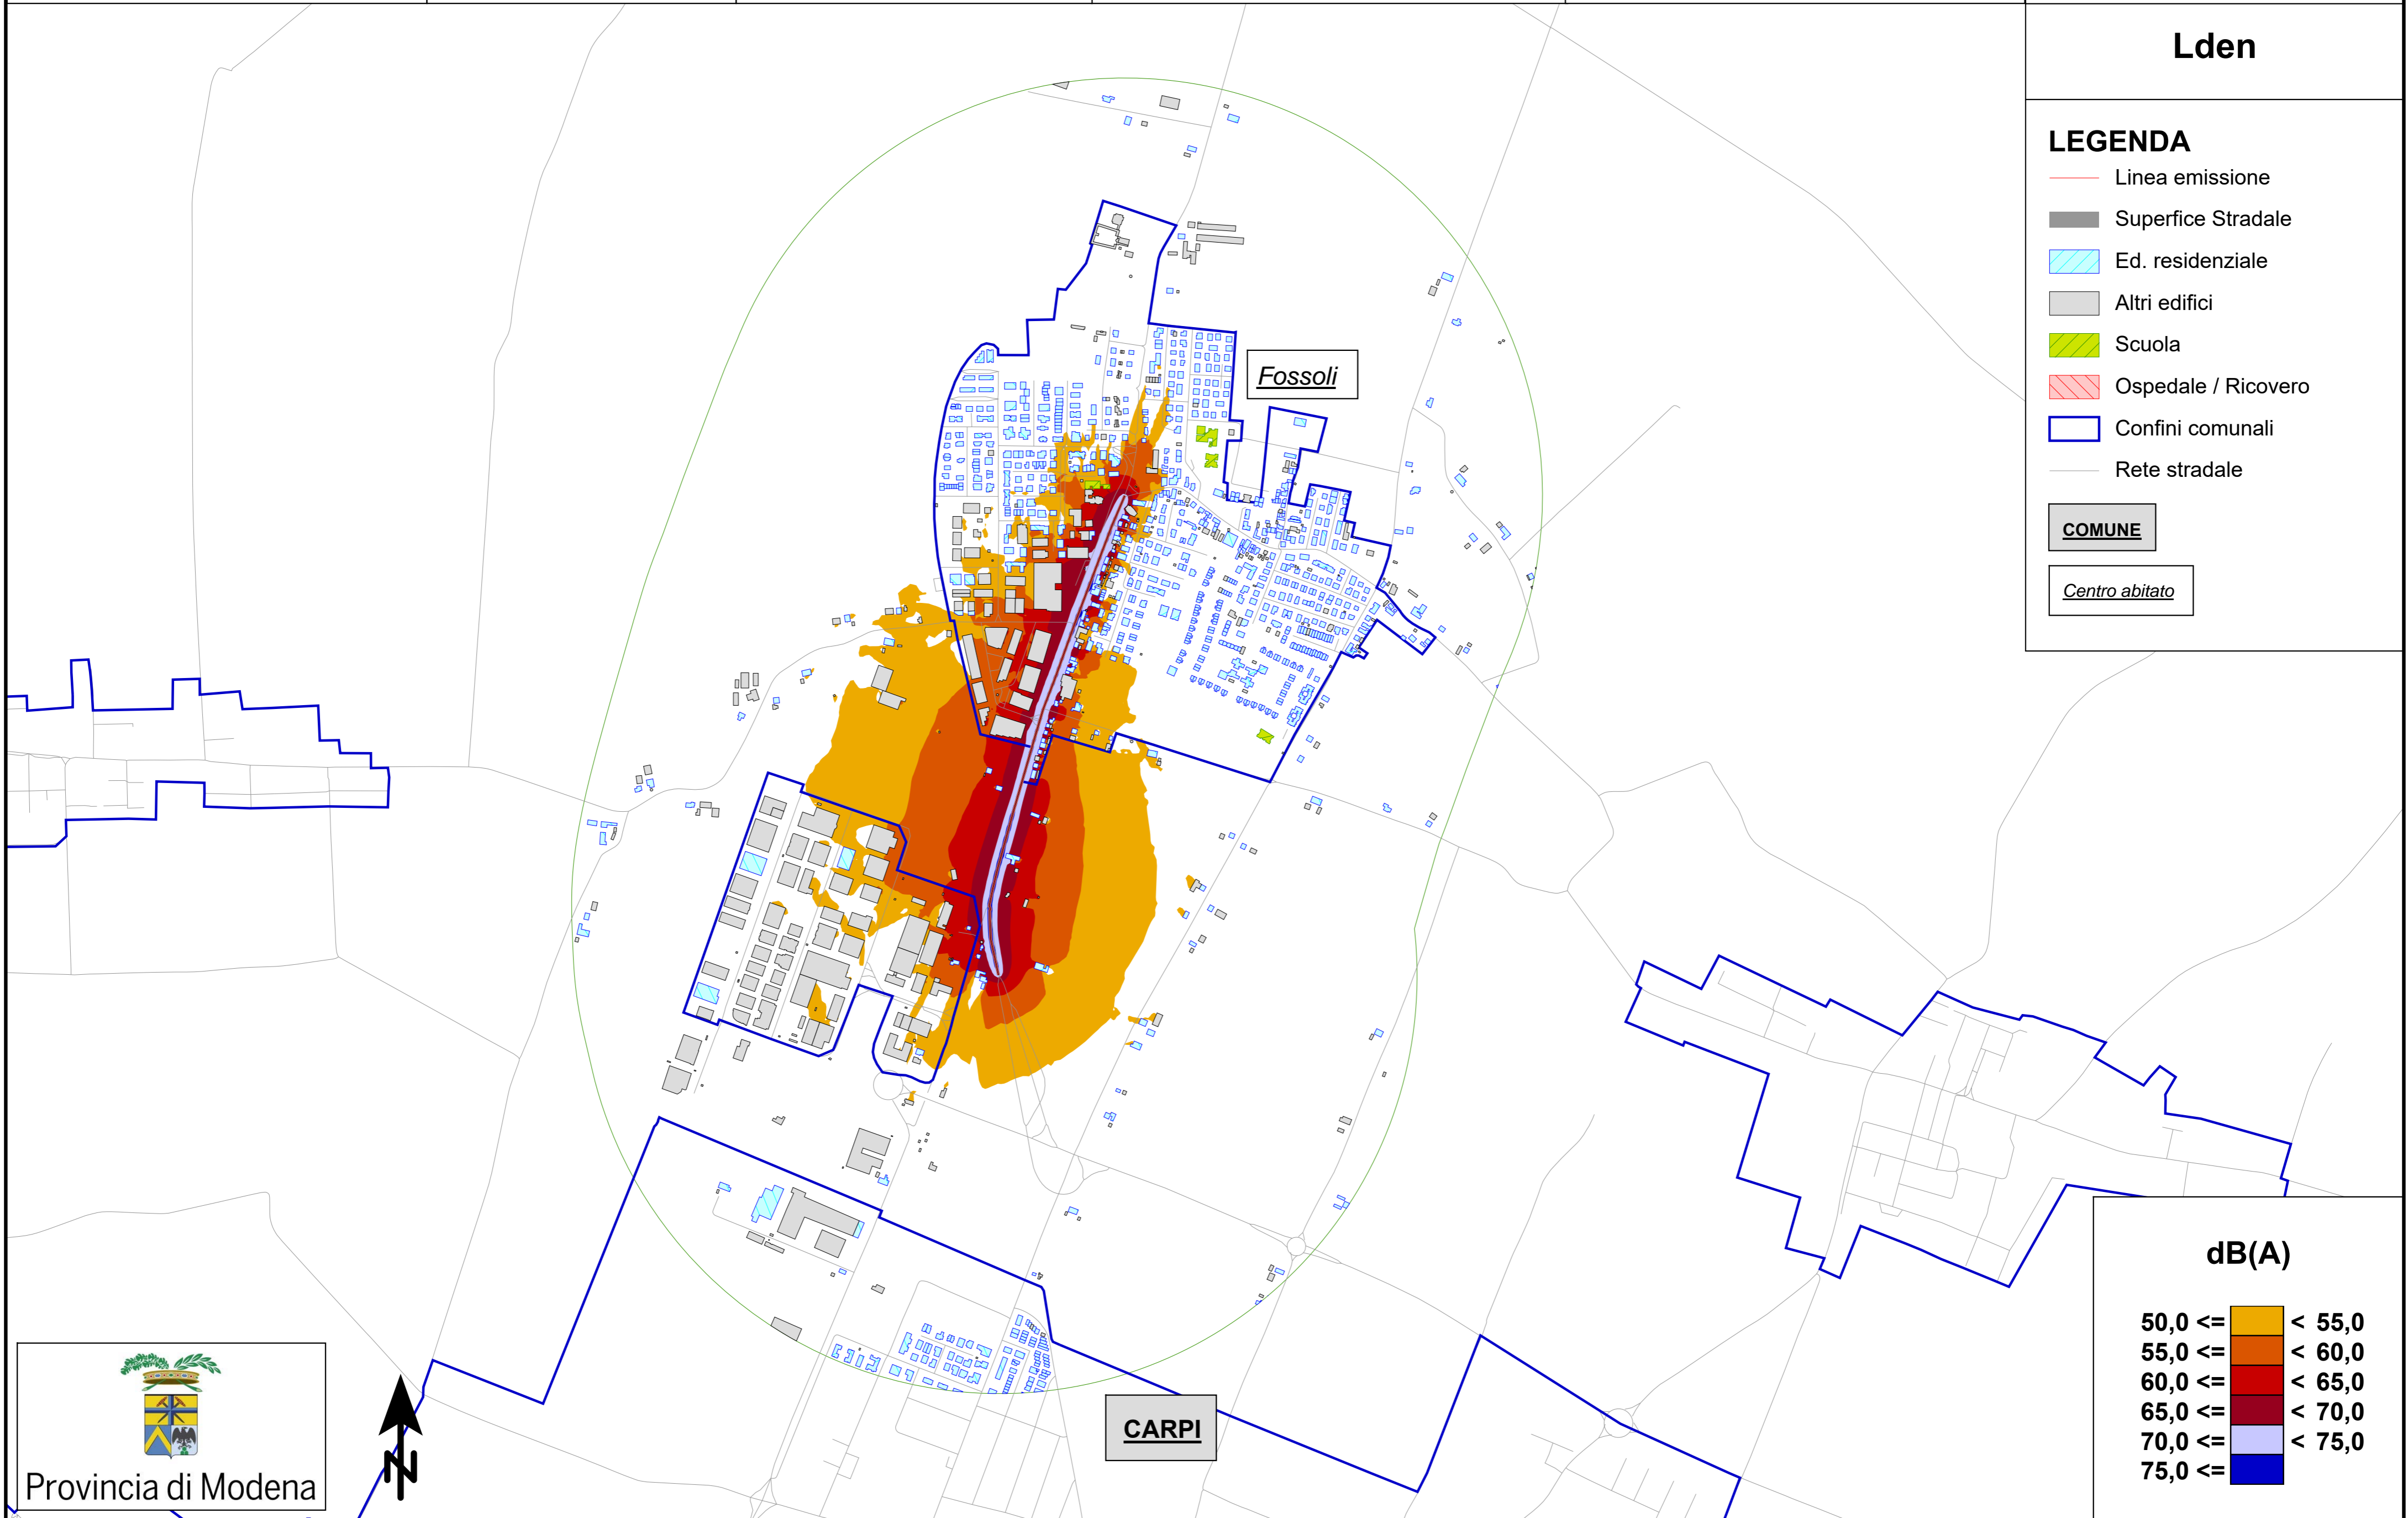 Lden
LEGENDA
Linea emissione
Superfice Stradale
Ed. residenziale
Altri edifici
Scuola
Ospedale / Ricovero
Confini comunali
Rete stradale
COMUNE
Centro abitato
Fossoli
CARPI
Provincia di Modena
N
dB(A)
50,0 <= < 55,0
55,0 <= < 60,0
60,0 <= < 65,0
65,0 <= < 70,0
70,0 <= < 75,0
75,0 <=